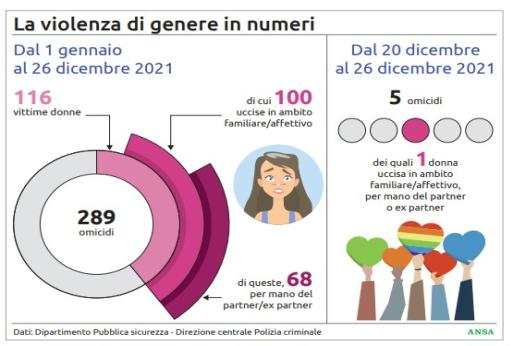 La violenza di genere in numeri
Dal 1 gennaio
al 26 dicembre 2021
116
vittime donne
di cui 100
uccise in ambito
familiare/affettivo
289
omicidi
di queste, 68
per mano del
partner/ex partner
Dal 20 dicembre
al 26 dicembre 2021
5 omicidi
dei quali 1 donna
uccisa in ambito
familiare/affettivo,
per mano del partner
o ex partner
Dati: Dipartimento Pubblica sicurezza - Direzione centrale Polizia criminale
ANSA